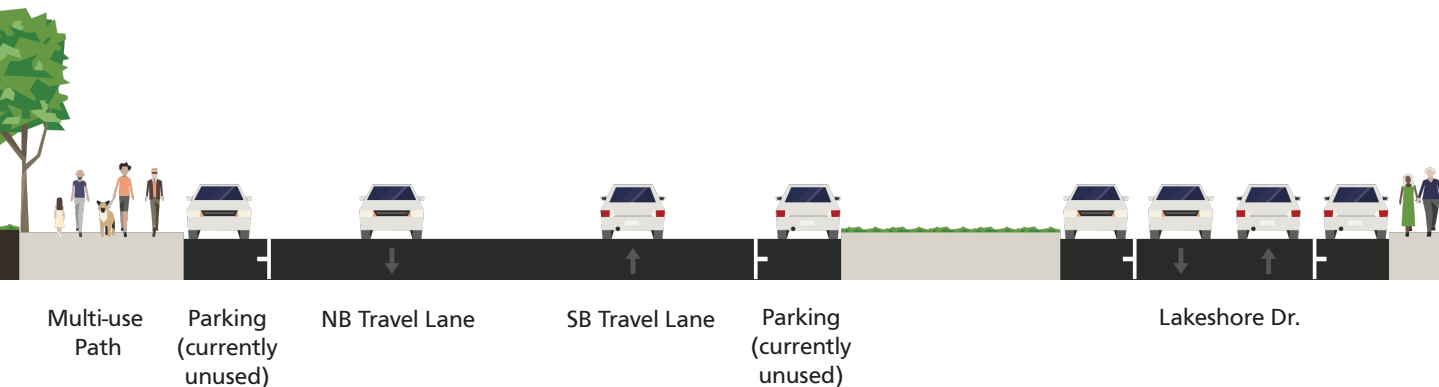 Multi-use
Path
Parking
(currently
unused)
NB Travel Lane
SB Travel Lane
Parking
(currently
unused)
Lakeshore Dr.